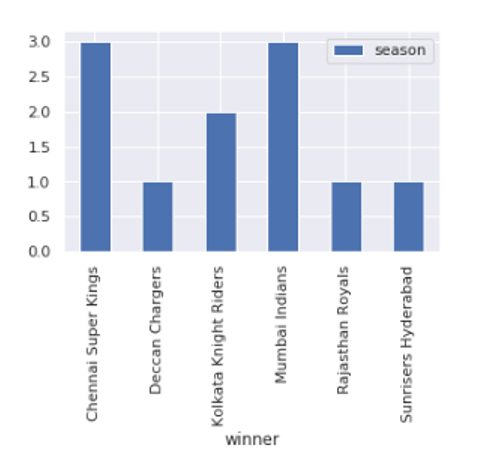 3.0
season
2.5
2.0
1.5
1.0
0.5
0.0
Chennai Super Kings
Deccan Chargers
Kolkata Knight Riders
Mumbai Indians
Rajasthan Royals
Sunrisers Hyderabad
winner